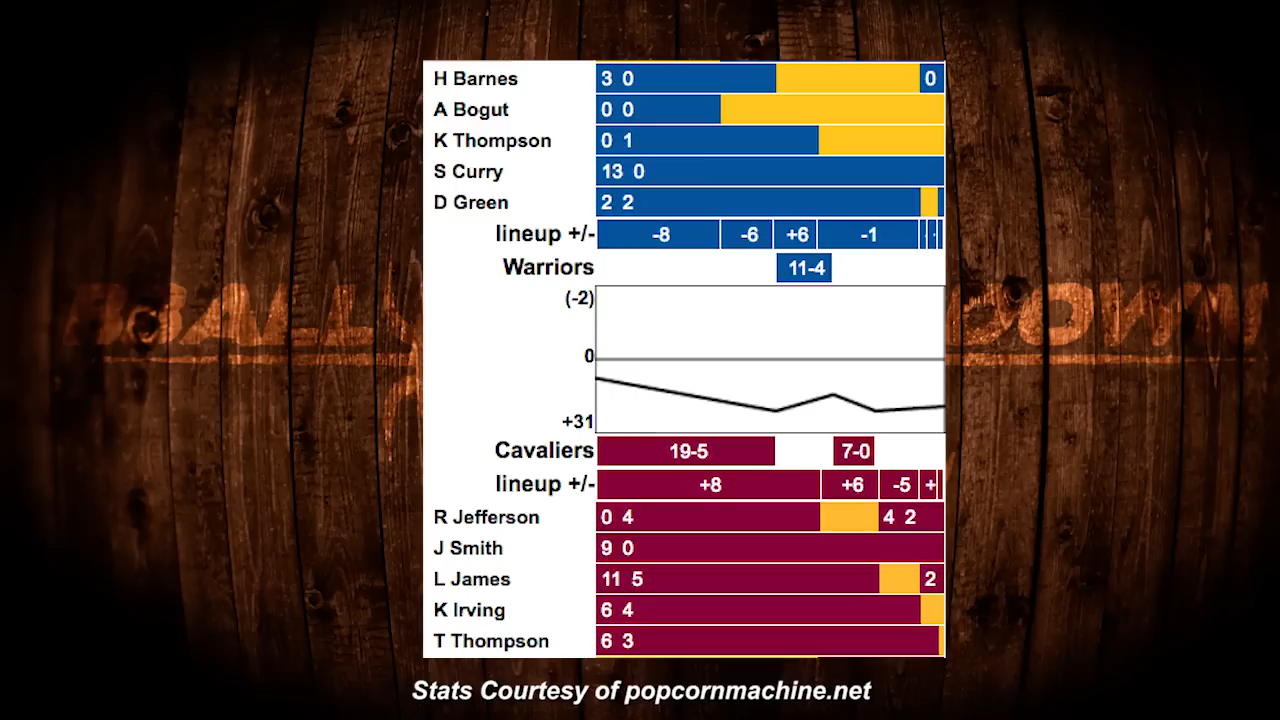 H Barnes 3 0 0
A Bogut 0 0
K Thompson 0 1
S Curry 13 0
D Green 2 2
lineup +/- -8 -6 +6 -1
Warriors 11-4
(-2)
0
+31
Cavaliers 19-5 7-0
lineup +/- +8 +6 -5 +
R Jefferson 0 4 4 2
J Smith 9 0
L James 11 5 2
K Irving 6 4
T Thompson 6 3
Stats Courtesy of popcornmachine.net